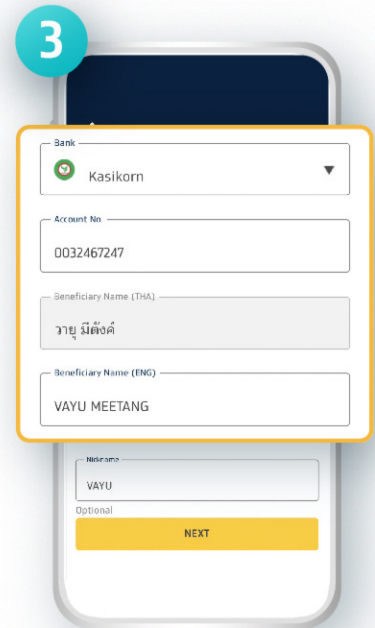 3
Bank
Kasikorn
Account No.
0032467247
Beneficiary Name (THA)
วายุ มีตังค์
Beneficiary Name (ENG)
VAYU MEETANG
Nickname
VAYU
Optional
NEXT